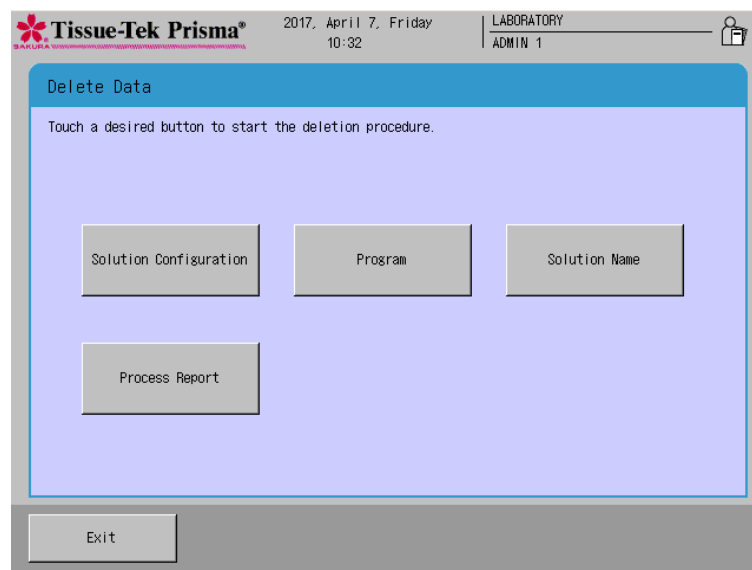 Tissue-Tek Prisma®
SAKURA
2017, April 7, Friday
10:32
LABORATORY
ADMIN 1
Delete Data
Touch a desired button to start the deletion procedure.
Solution Configuration
Program
Solution Name
Process Report
Exit